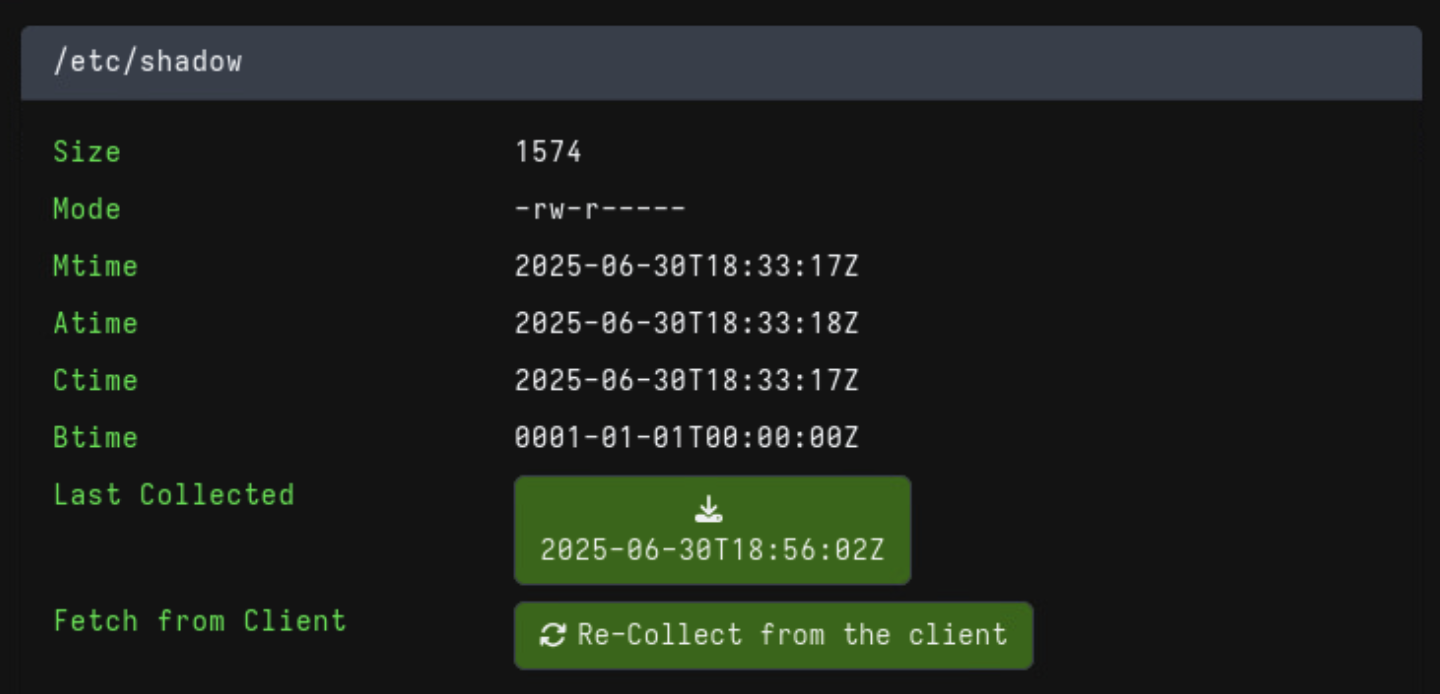 /etc/shadow
Size 1574
Mode -rw-r-----
Mtime 2025-06-30T18:33:17Z
Atime 2025-06-30T18:33:18Z
Ctime 2025-06-30T18:33:17Z
Btime 0001-01-01T00:00:00Z
Last Collected
2025-06-30T18:56:02Z
Fetch from Client Re-Collect from the client